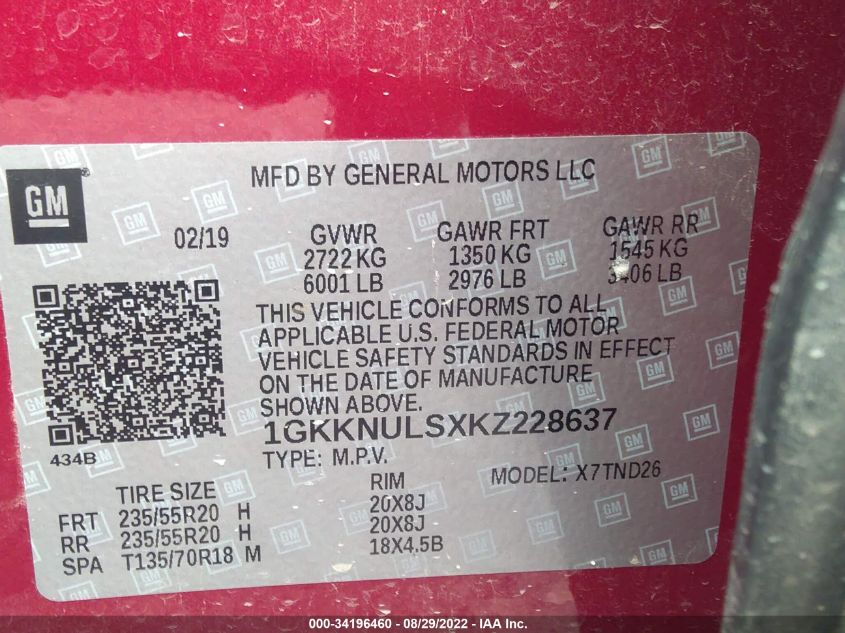 GM
MFD BY GENERAL MOTORS LLC
02/19 GVWR GAWR FRT GAWR RR
2722 KG 1350 KG 1545 KG
6001 LB 2976 LB 3406 LB
THIS VEHICLE CONFORMS TO ALL
APPLICABLE U.S. FEDERAL MOTOR
VEHICLE SAFETY STANDARDS IN EFFECT
ON THE DATE OF MANUFACTURE
SHOWN ABOVE.
1GKKNULSXKZ228637
434B
TYPE: M.P.V. MODEL: X7TND26
TIRE SIZE RIM
FRT 235/55R20 H 20X8J
RR 235/55R20 H 20X8J
SPA T135/70R18 M 18X4.5B
000-34196460 - 08/29/2022 - IAA Inc.